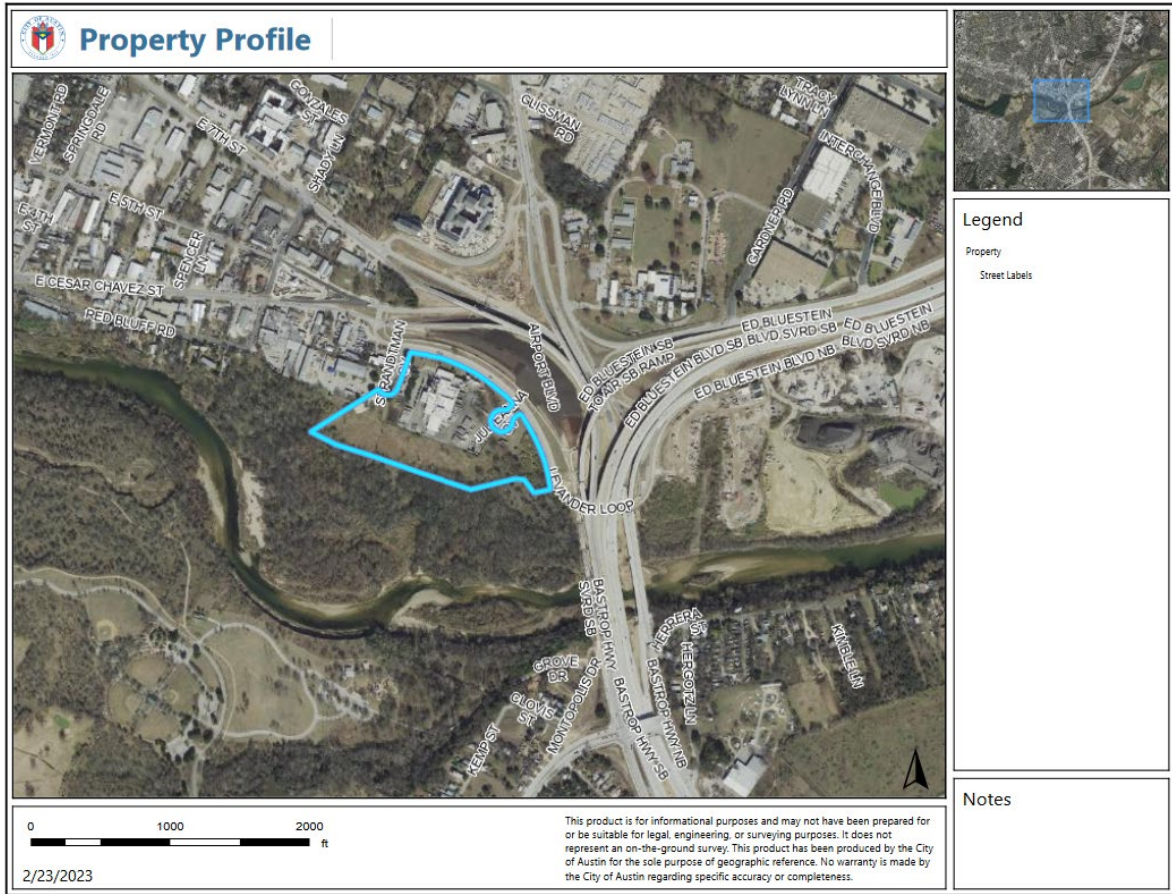 Property Profile
VERMONT RD
SPRINGDALE
RD
E 7TH ST
GONZALES
ST
SHADY LN
GLISSMAN
RD
TRACY
LYNN LN
INTERCHANGE BLVD
GARDNER RD
E 4TH
ST
E 5TH ST
SPENCER
LN
E CESAR CHAVEZ ST
RED BLUFF RD
AIRPORT BLVD
ED BLUESTEIN SB
TO AIR SB RAMP
ED BLUESTEIN
BLVD SVRD SB
ED BLUESTEIN BLVD SB
ED BLUESTEIN
BLVD SVRD NB
ED BLUESTEIN BLVD NB
LEVANDER LOOP
BASTROP HWY
SVRD SB
GROVE
DR
CLOVIS
ST
KEMP ST
MONTOPOLIS DR
BASTROP HWY SB
BASTROP HWY NB
HERGOTZ LN
KIMBLE LN
Legend
Property
Street Labels
Notes
0 1000 2000
ft
2/23/2023
This product is for informational purposes and may not have been prepared for
or be suitable for legal, engineering, or surveying purposes. It does not
represent an on-the-ground survey. This product has been produced by the City
of Austin for the sole purpose of geographic reference. No warranty is made by
the City of Austin regarding specific accuracy or completeness.